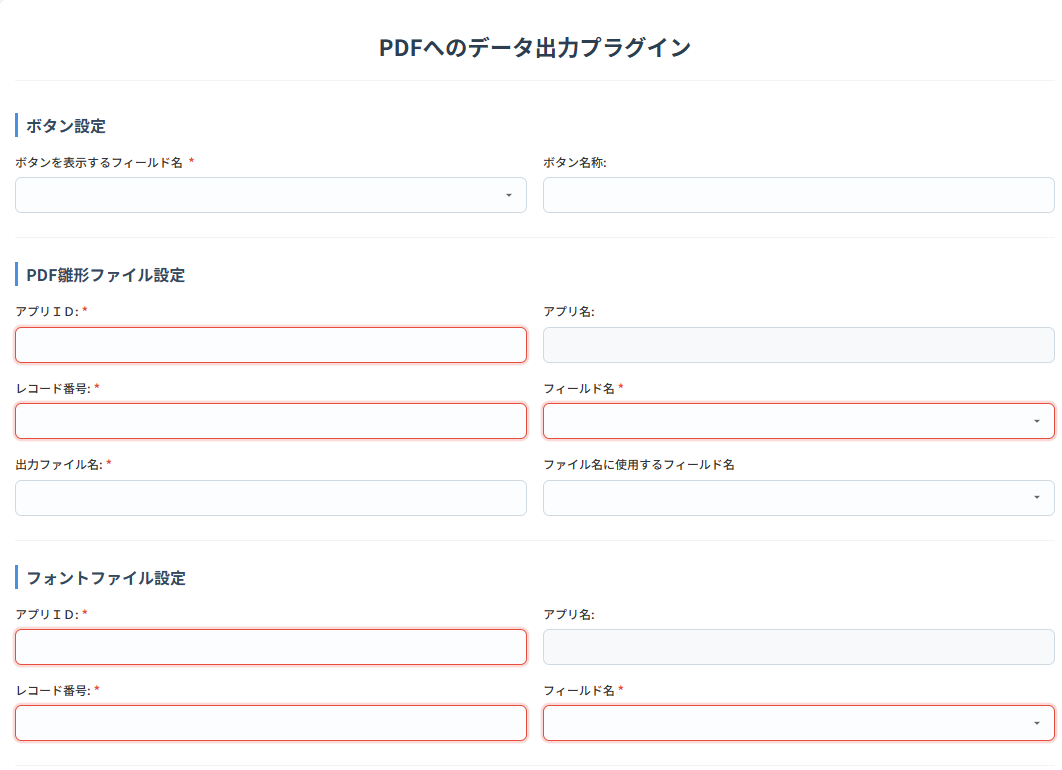 PDFへのデータ出力プラグイン
ボタン設定
ボタンを表示するフィールド名 *
ボタン名称:
PDF雛形ファイル設定
アプリＩＤ: *
アプリ名:
レコード番号: *
フィールド名 *
出力ファイル名: *
ファイル名に使用するフィールド名
フォントファイル設定
アプリＩＤ: *
アプリ名:
レコード番号: *
フィールド名 *